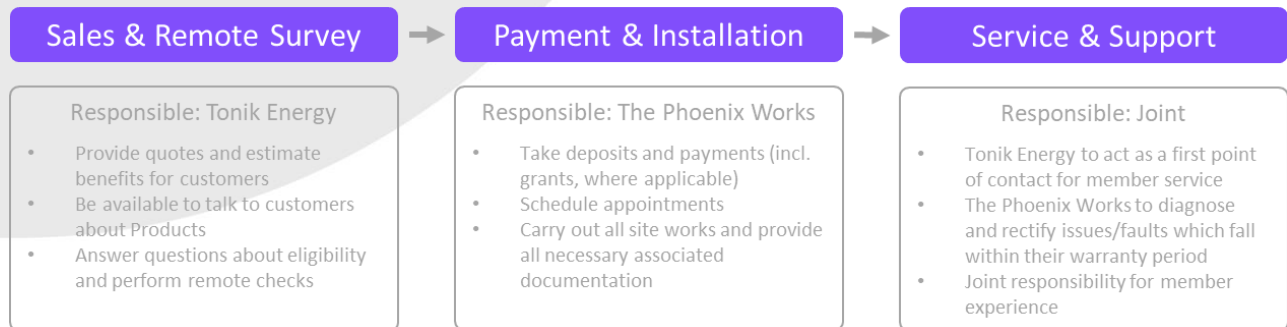 Sales & Remote Survey
Responsible: Tonik Energy
• Provide quotes and estimate
benefits for customers
• Be available to talk to customers
about Products
• Answer questions about eligibility
and perform remote checks
Payment & Installation
Responsible: The Phoenix Works
• Take deposits and payments (incl.
grants, where applicable)
• Schedule appointments
• Carry out all site works and provide
all necessary associated
documentation
Service & Support
Responsible: Joint
• Tonik Energy to act as a first point
of contact for member service
• The Phoenix Works to diagnose
and rectify issues/faults which fall
within their warranty period
• Joint responsibility for member
experience